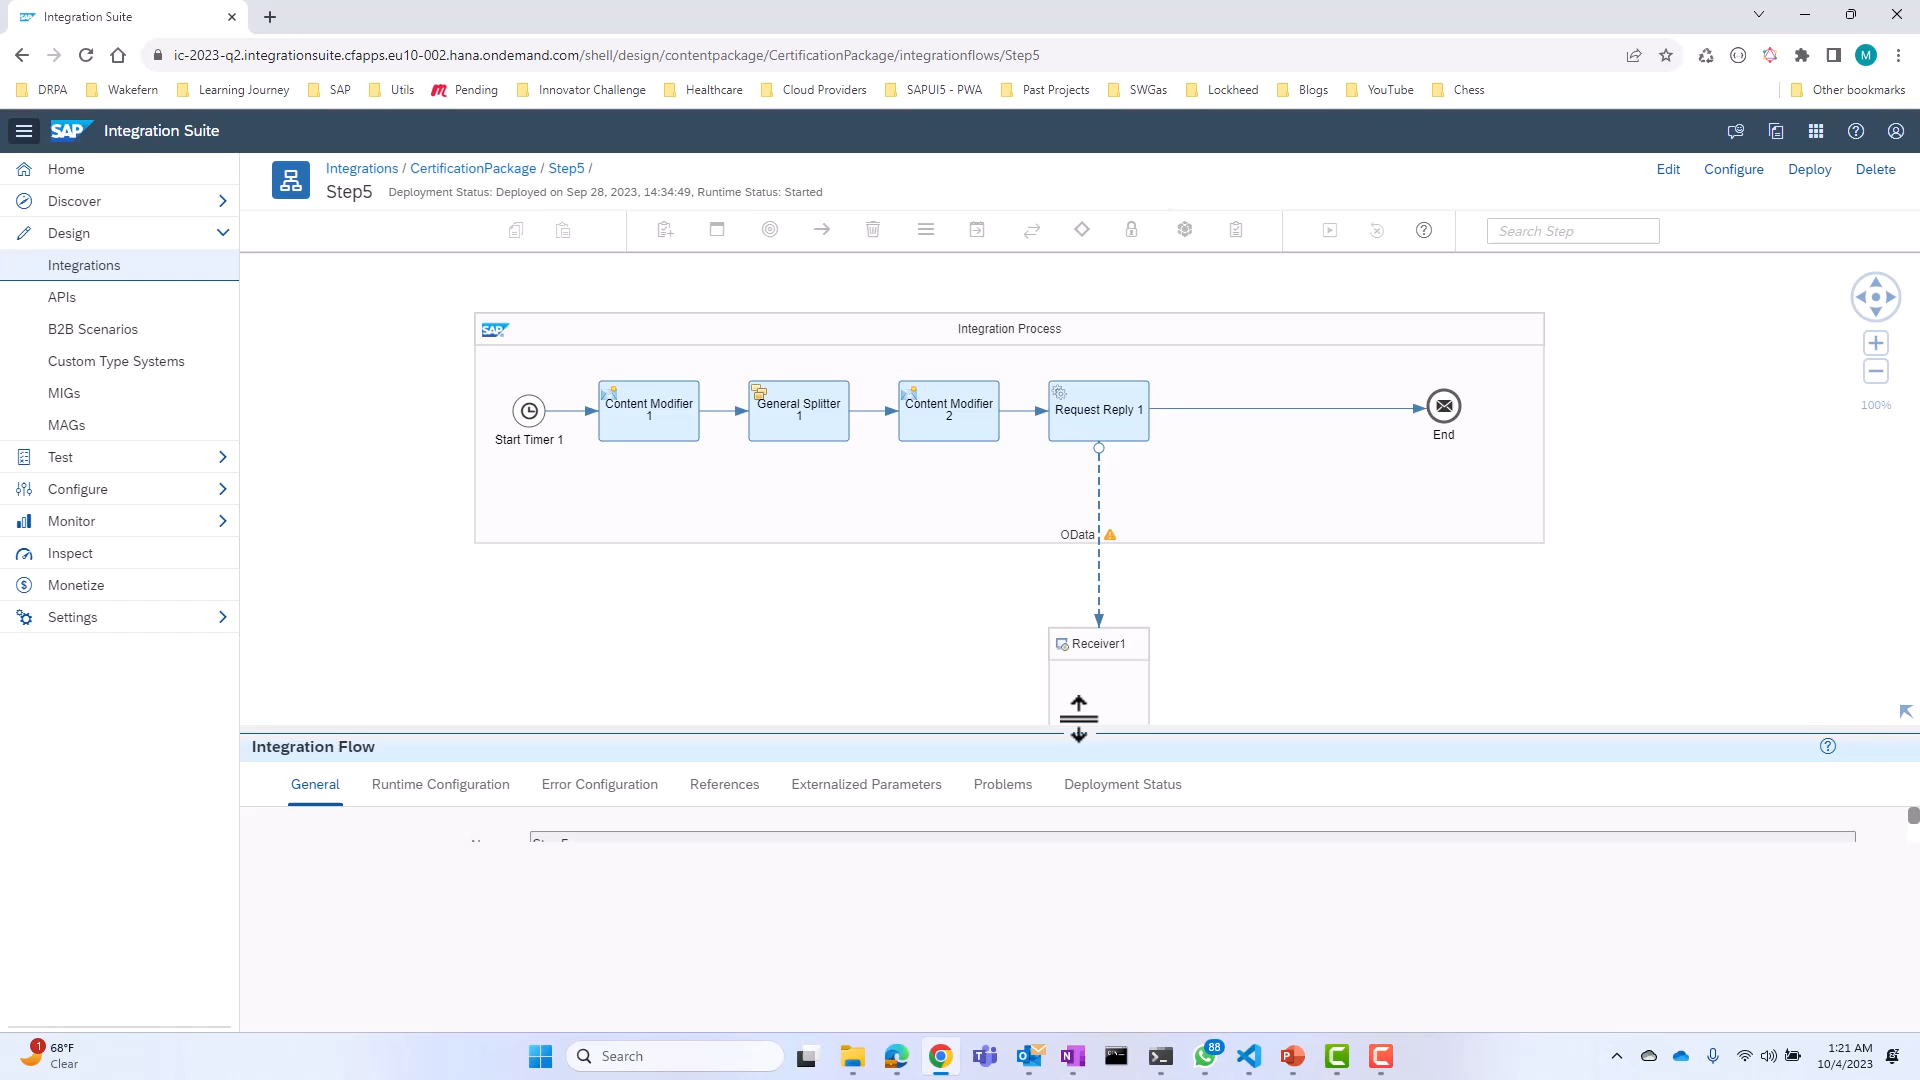 Integration Suite
ic-2023-q2.integrationsuite.cfapps.eu10-002.hana.ondemand.com/shell/design/contentpackage/CertificationPackage/integrationflows/Step5
M
DRPA Wakefern Learning Journey SAP Utils Pending Innovator Challenge Healthcare Cloud Providers SAPUI5 - PWA Past Projects SWGas Lockheed Blogs YouTube Chess Other bookmarks
SAP Integration Suite
Home
Discover
Design
Integrations
APIs
B2B Scenarios
Custom Type Systems
MIGs
MAGs
Test
Configure
Monitor
Inspect
Monetize
Settings
Integrations / CertificationPackage / Step5 /
Step5 Deployment Status: Deployed on Sep 28, 2023, 14:34:49, Runtime Status: Started
Edit Configure Deploy Delete
Search Step
100%
SAP Integration Process
Start Timer 1
Content Modifier
1
General Splitter
1
Content Modifier
2
Request Reply 1
End
OData
Receiver1
Integration Flow
General Runtime Configuration Error Configuration References Externalized Parameters Problems Deployment Status
1
68°F
Clear
Search
88
1:21 AM
10/4/2023